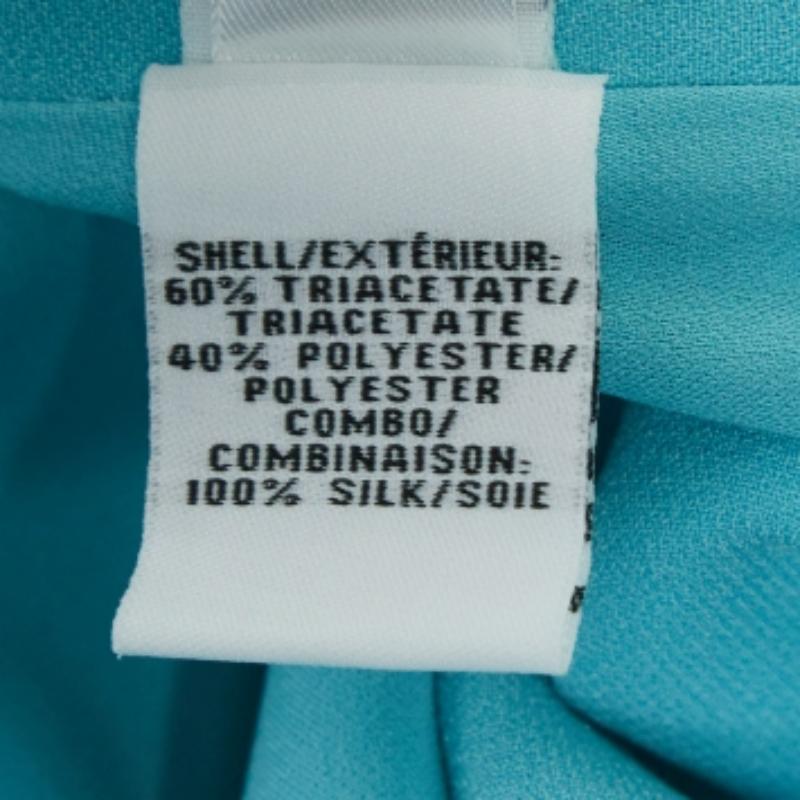 SHELL/EXTÉRIEUR:
60% TRIACETATE/
TRIACETATE
40% POLYESTER/
POLYESTER
COMBO/
COMBINAISON:
100% SILK/SOIE